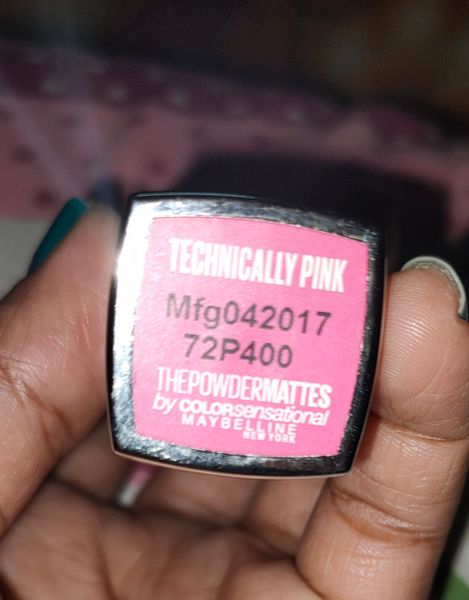 TECHNICALLY PINK
Mfg042017
72P400
THEPOWDERMATTES
by COLORsensational
MAYBELLINE
NEW YORK